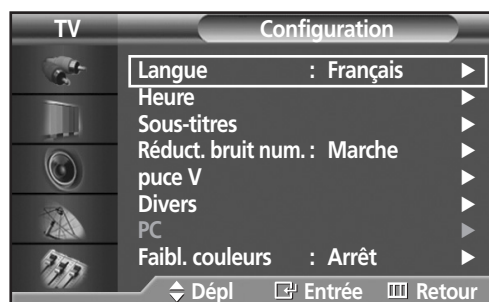 TV Configuration
Langue : Français
Heure
Sous-titres
Réduct. bruit num. : Marche
puce V
Divers
PC
Faibl. couleurs : Arrêt
Dépl Entrée Retour